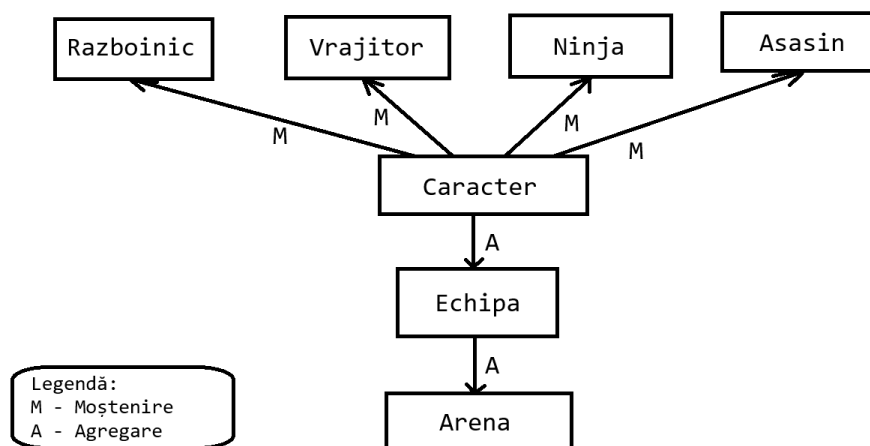 Razboinic
Vrajitor
Ninja
Asasin
M
M
M
M
Caracter
A
Echipa
A
Arena
Legendă:
M - Moștenire
A - Agregare